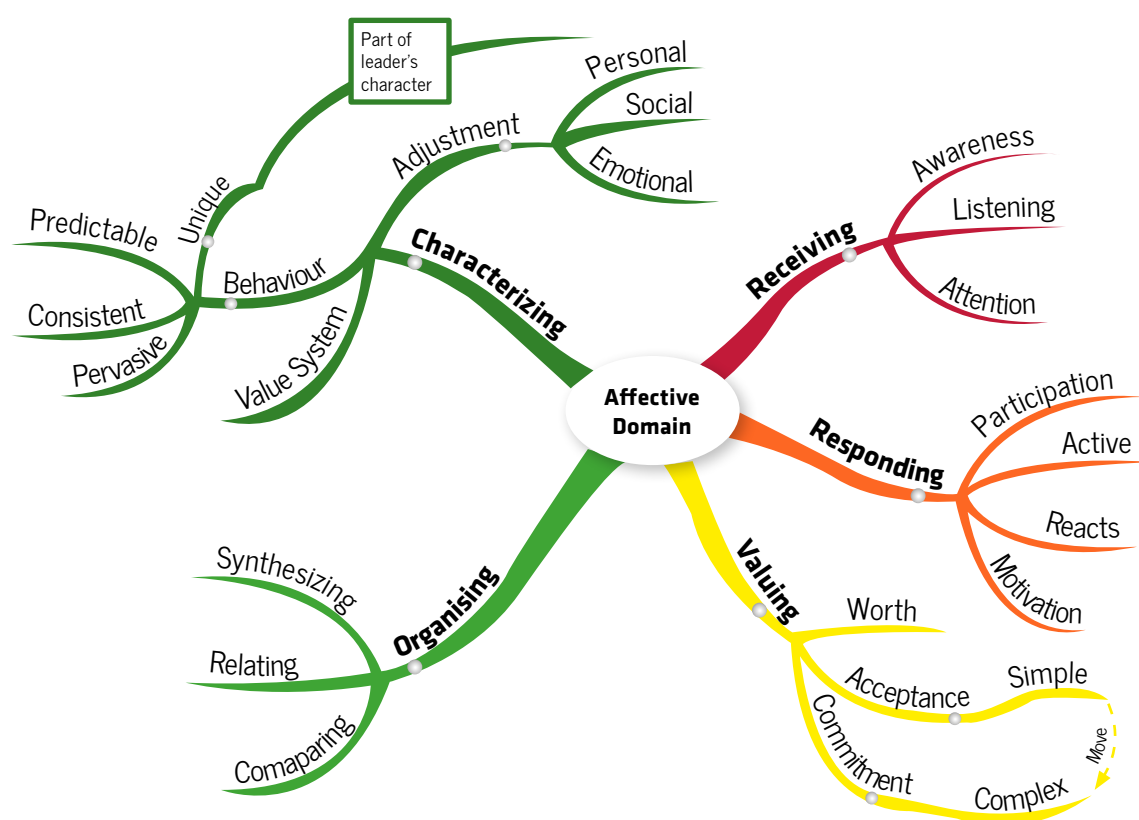 Affective
Domain
Receiving
Awareness
Listening
Attention
Responding
Participation
Active
Reacts
Motivation
Valuing
Worth
Acceptance
Simple
Move
Commitment
Complex
Organising
Synthesizing
Relating
Comaparing
Characterizing
Adjustment
Personal
Social
Emotional
Behaviour
Unique
Part of
leader's
character
Predictable
Consistent
Pervasive
Value System